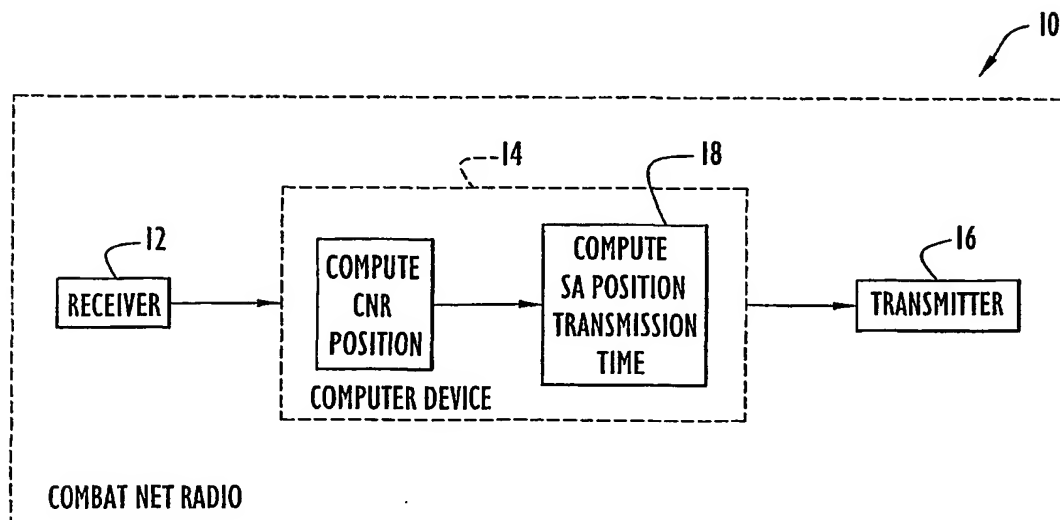 10
14
18
12
RECEIVER
COMPUTE
CNR
POSITION
COMPUTE
SA POSITION
TRANSMISSION
TIME
16
TRANSMITTER
COMPUTER DEVICE
COMBAT NET RADIO